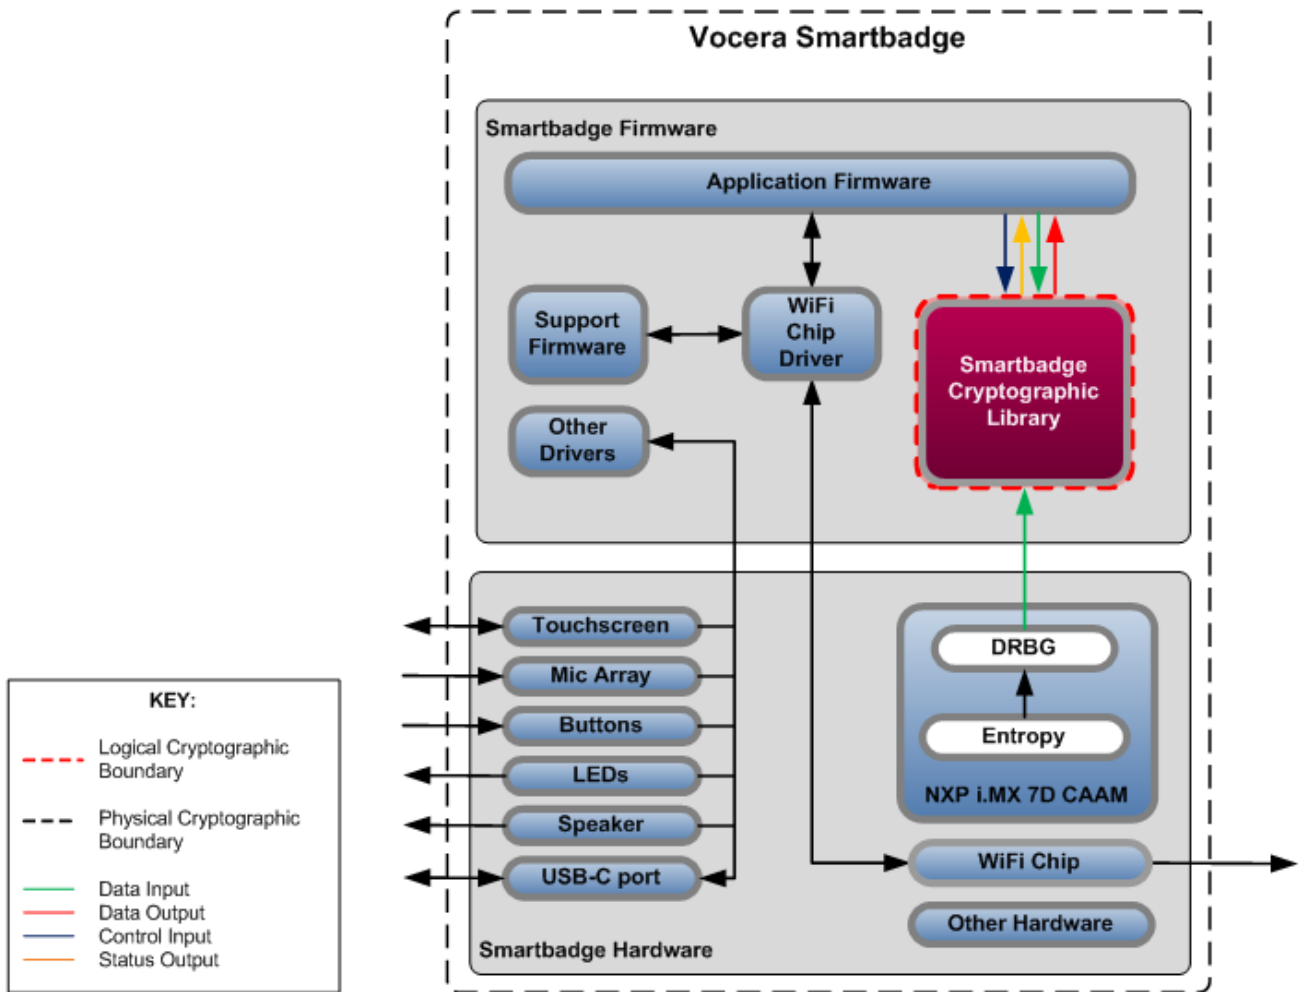 Vocera Smartbadge
Smartbadge Firmware
Application Firmware
Support
Firmware
WiFi
Chip
Driver
Smartbadge
Cryptographic
Library
Other
Drivers
Touchscreen
Mic Array
Buttons
LEDs
Speaker
USB-C port
DRBG
Entropy
NXP i.MX 7D CAAM
WiFi Chip
Other Hardware
Smartbadge Hardware
KEY:
Logical Cryptographic
Boundary
Physical Cryptographic
Boundary
Data Input
Data Output
Control Input
Status Output